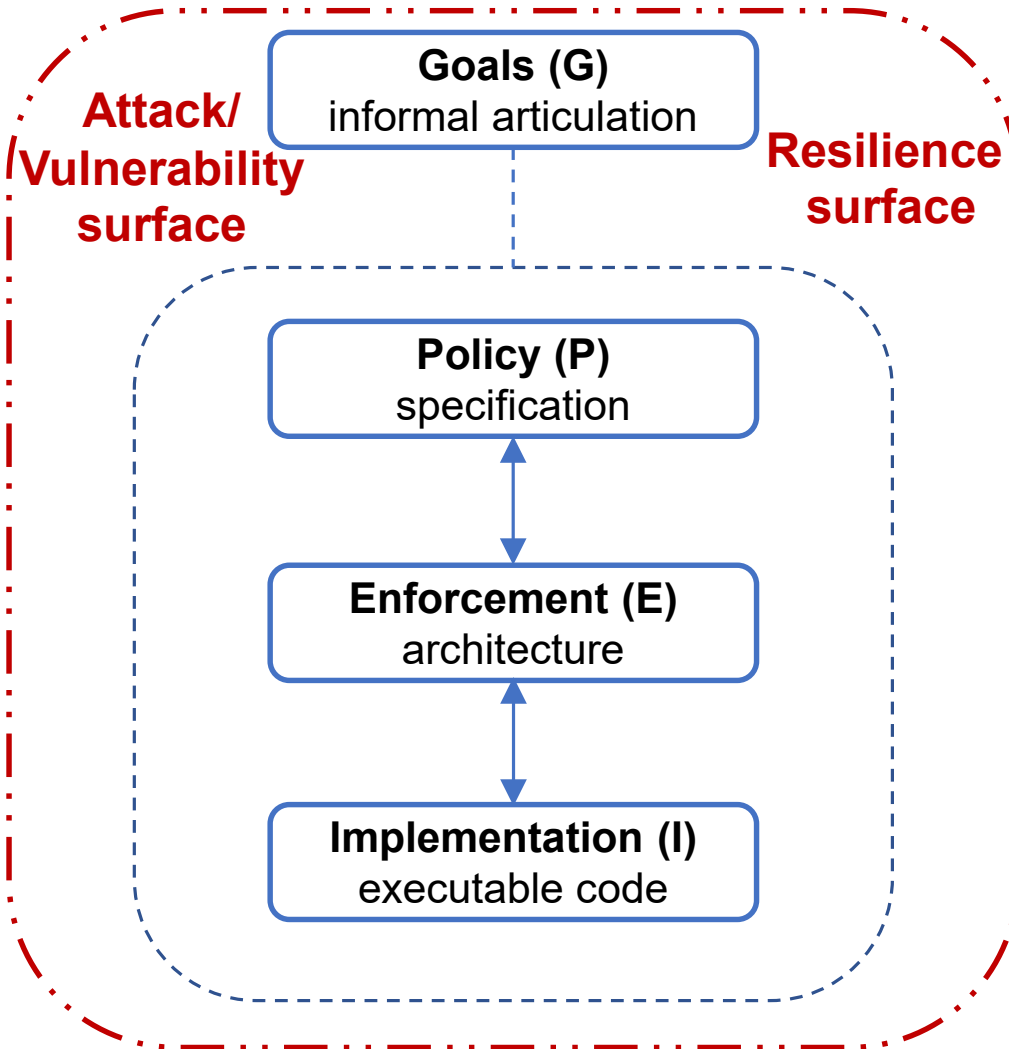 Goals (G)
informal articulation
Attack/
Vulnerability
surface
Resilience
surface
Policy (P)
specification
Enforcement (E)
architecture
Implementation (I)
executable code